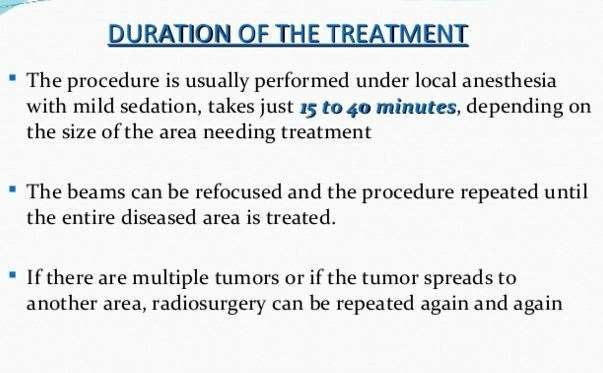 DURATION OF THE TREATMENT
▪ The procedure is usually performed under local anesthesia
with mild sedation, takes just 15 to 40 minutes, depending on
the size of the area needing treatment
▪ The beams can be refocused and the procedure repeated until
the entire diseased area is treated.
▪ If there are multiple tumors or if the tumor spreads to
another area, radiosurgery can be repeated again and again